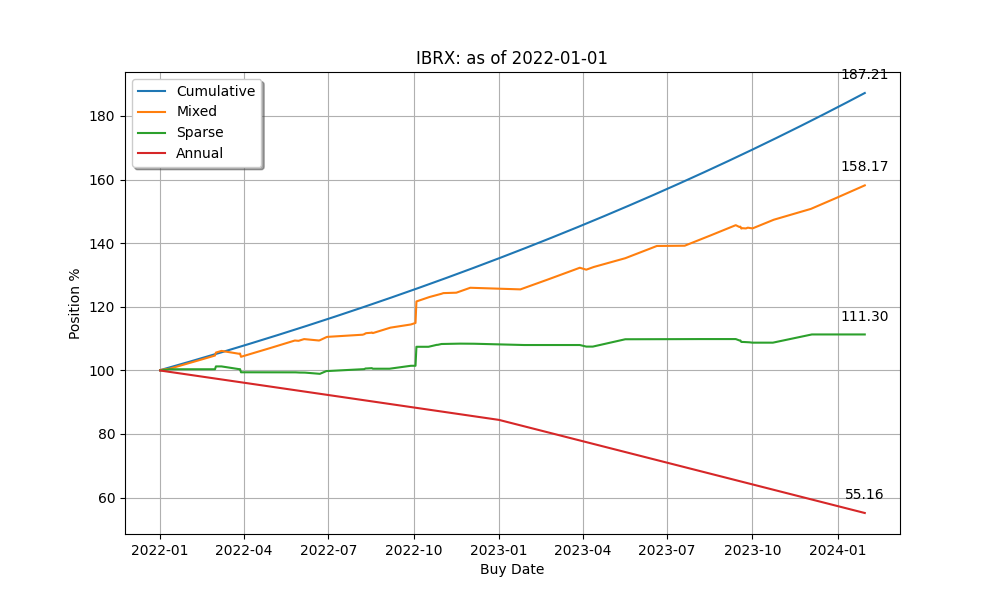 IBRX: as of 2022-01-01
187.21
Cumulative
Mixed
Sparse
Annual
158.17
111.30
55.16
180
160
140
120
100
80
60
Position %
2022-01 2022-04 2022-07 2022-10 2023-01 2023-04 2023-07 2023-10 2024-01
Buy Date